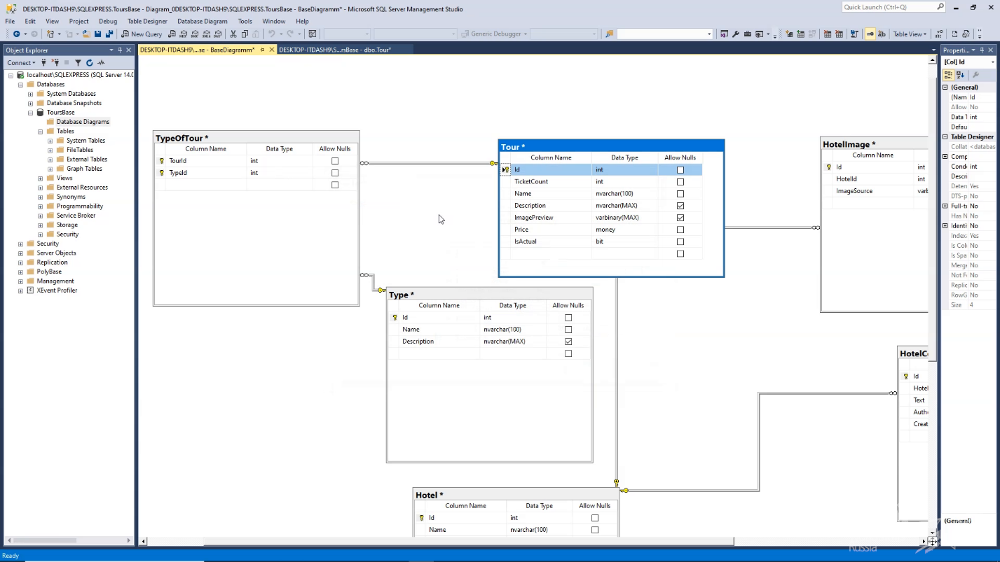 DESKTOP-ITDASH9\SQLEXPRESS.ToursBase - Diagram_0DESKTOP-ITDASH9\SQLEXPRESS.ToursBase - BaseDiagramm* - Microsoft SQL Server Management Studio
Quick Launch (Ctrl+Q)
File Edit View Project Debug Table Designer Database Diagram Tools Window Help
New Query
Generic Debugger
Table View
Object Explorer
DESKTOP-ITDASH9\...se - BaseDiagramm*
DESKTOP-ITDASH9\S...rsBase - dbo.Tour*
Connect
localhost\SQLEXPRESS (SQL Server 14.0
Databases
System Databases
Database Snapshots
ToursBase
Database Diagrams
Tables
System Tables
FileTables
External Tables
Graph Tables
Views
External Resources
Synonyms
Programmability
Service Broker
Storage
Security
Security
Server Objects
Replication
PolyBase
Management
XEvent Profiler
TypeOfTour *
Column Name Data Type Allow Nulls
TourId int
TypeId int
Tour *
Column Name Data Type Allow Nulls
Id int
TicketCount int
Name nvarchar(100)
Description nvarchar(MAX)
ImagePreview varbinary(MAX)
Price money
IsActual bit
Type *
Column Name Data Type Allow Nulls
Id int
Name nvarchar(100)
Description nvarchar(MAX)
Hotel *
Column Name Data Type Allow Nulls
Id int
Name nvarchar(100)
HotelImage *
Column Name Data T
Id int
HotelId int
ImageSource varb
HotelCo
Id
Hotel
Text
Autho
Creat
Properti...
[Col] Id
(General)
(Nam Id
Allow No
Data T int
Defau
Table Designer
Collat <databas
Comp
Conde int
Descri
Deterr Yes
DTS-p No
Full-t
Has N No
Identi No
Indexa Yes
Is Colu No
Is Spa No
Merge No
Not Fo No
Replic No
RowG No
Size 4
(General)
Russia
Ready